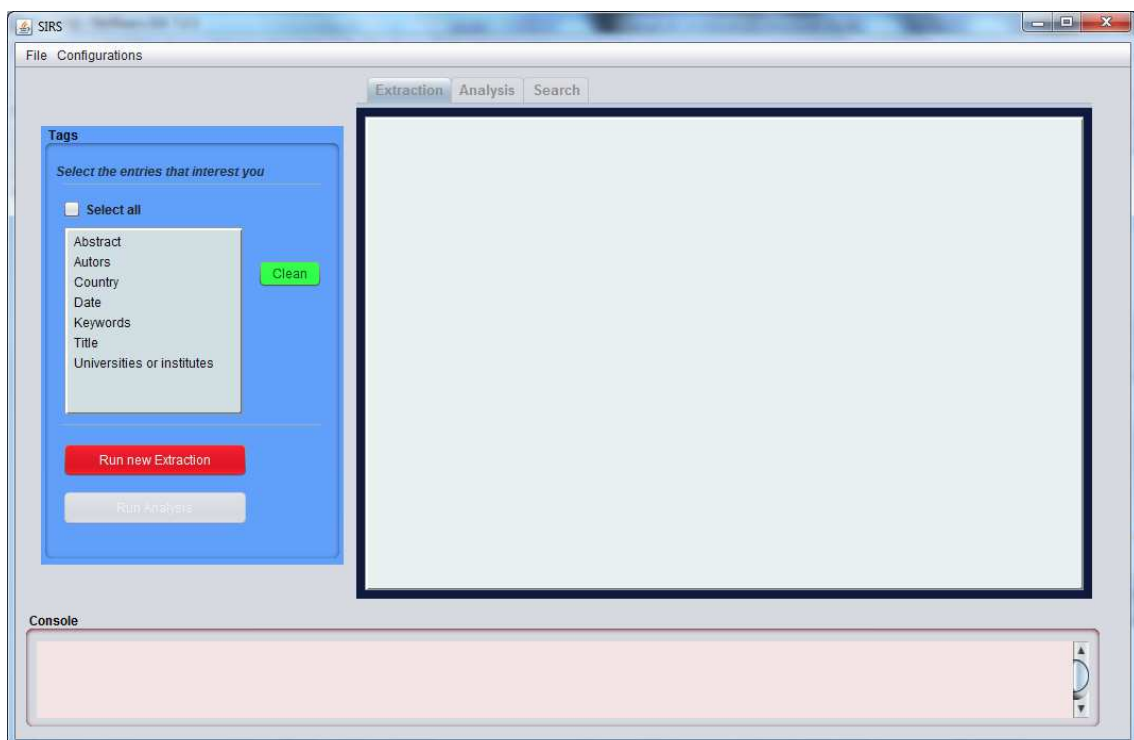 SIRS
File Configurations
Extraction Analysis Search
Tags
Select the entries that interest you
Select all
Abstract
Autors
Country
Date
Keywords
Title
Universities or institutes
Clean
Run new Extraction
Run Analysis
Console